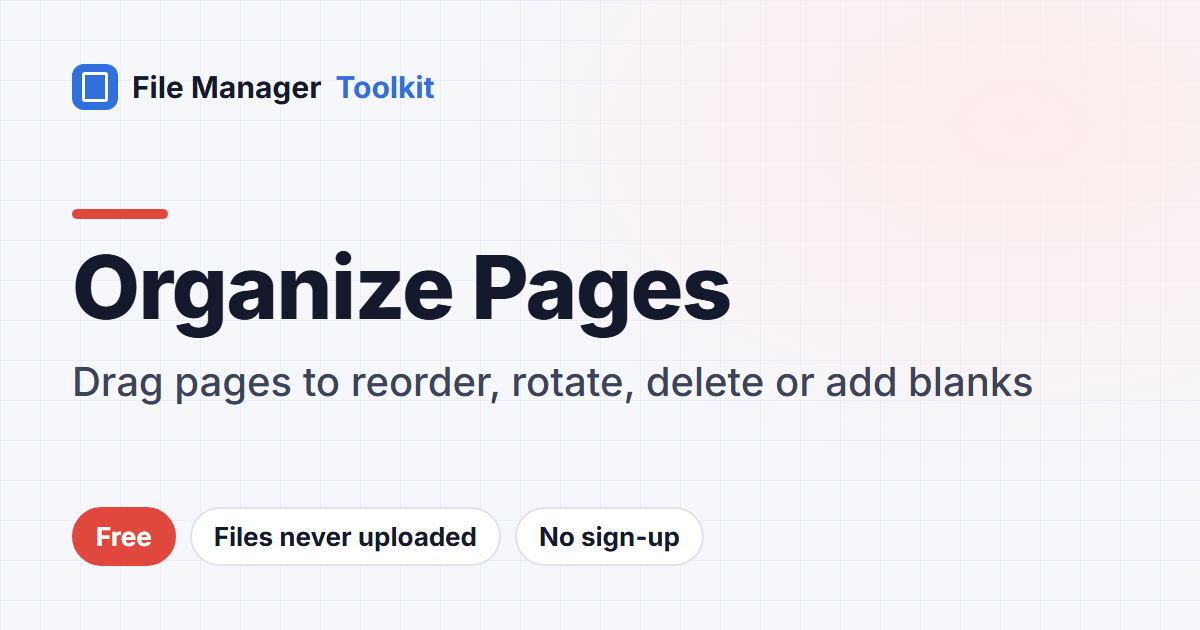 File Manager Toolkit
Organize Pages
Drag pages to reorder, rotate, delete or add blanks
Free Files never uploaded No sign-up